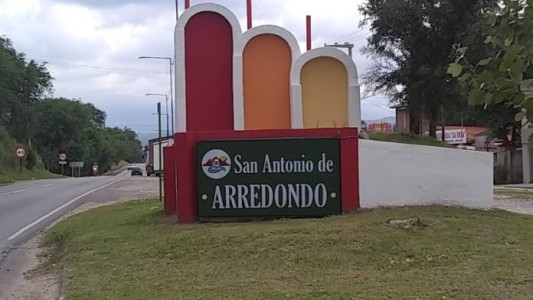 San Antonio de
· ARREDONDO ·